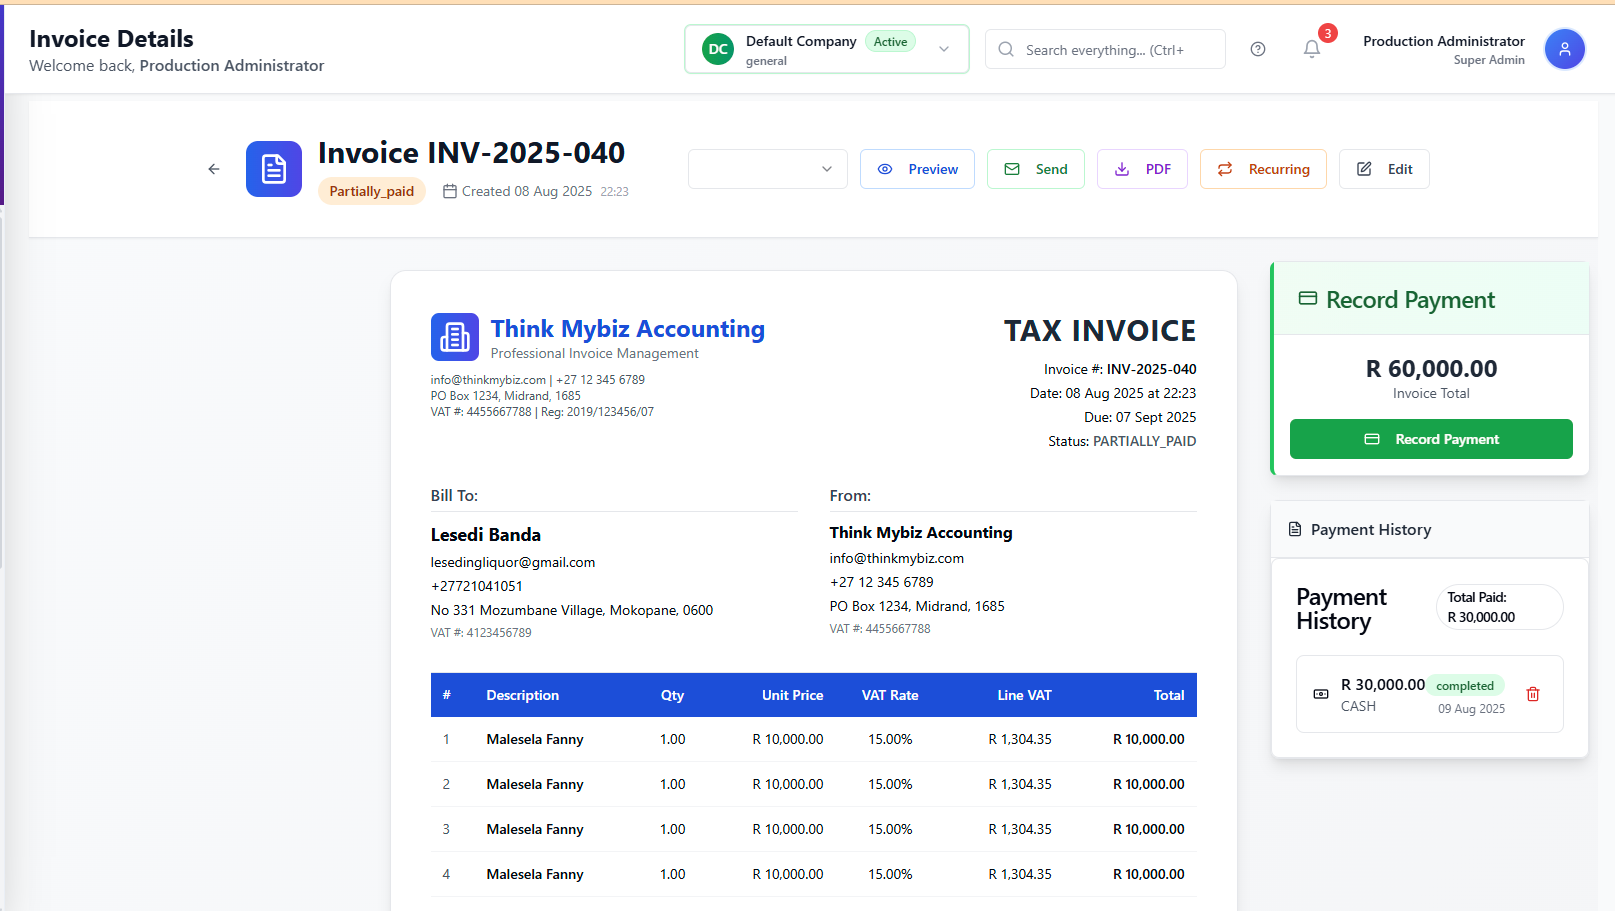 Invoice Details
Welcome back, Production Administrator
DC
Default Company
Active
general
Search everything... (Ctrl+
3
Production Administrator
Super Admin
Invoice INV-2025-040
Partially_paid
Created 08 Aug 2025 22:23
Preview
Send
PDF
Recurring
Edit
Think Mybiz Accounting
Professional Invoice Management
info@thinkmybiz.com | +27 12 345 6789
PO Box 1234, Midrand, 1685
VAT #: 4455667788 | Reg: 2019/123456/07
TAX INVOICE
Invoice #: INV-2025-040
Date: 08 Aug 2025 at 22:23
Due: 07 Sept 2025
Status: PARTIALLY_PAID
Bill To:
Lesedi Banda
lesedingliquor@gmail.com
+27721041051
No 331 Mozumbane Village, Mokopane, 0600
VAT #: 4123456789
From:
Think Mybiz Accounting
info@thinkmybiz.com
+27 12 345 6789
PO Box 1234, Midrand, 1685
VAT #: 4455667788
# Description Qty Unit Price VAT Rate Line VAT Total
1 Malesela Fanny 1.00 R 10,000.00 15.00% R 1,304.35 R 10,000.00
2 Malesela Fanny 1.00 R 10,000.00 15.00% R 1,304.35 R 10,000.00
3 Malesela Fanny 1.00 R 10,000.00 15.00% R 1,304.35 R 10,000.00
4 Malesela Fanny 1.00 R 10,000.00 15.00% R 1,304.35 R 10,000.00
Record Payment
R 60,000.00
Invoice Total
Record Payment
Payment History
Payment
History
Total Paid:
R 30,000.00
R 30,000.00
completed
CASH
09 Aug 2025